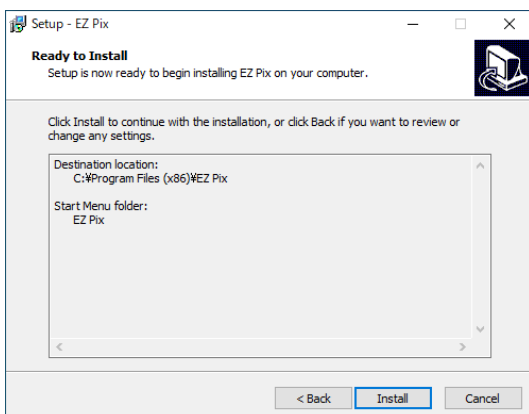 Setup - EZ Pix
Ready to Install
Setup is now ready to begin installing EZ Pix on your computer.
Click Install to continue with the installation, or click Back if you want to review or
change any settings.
Destination location:
C:¥Program Files (x86)¥EZ Pix
Start Menu folder:
EZ Pix
< Back
Install
Cancel